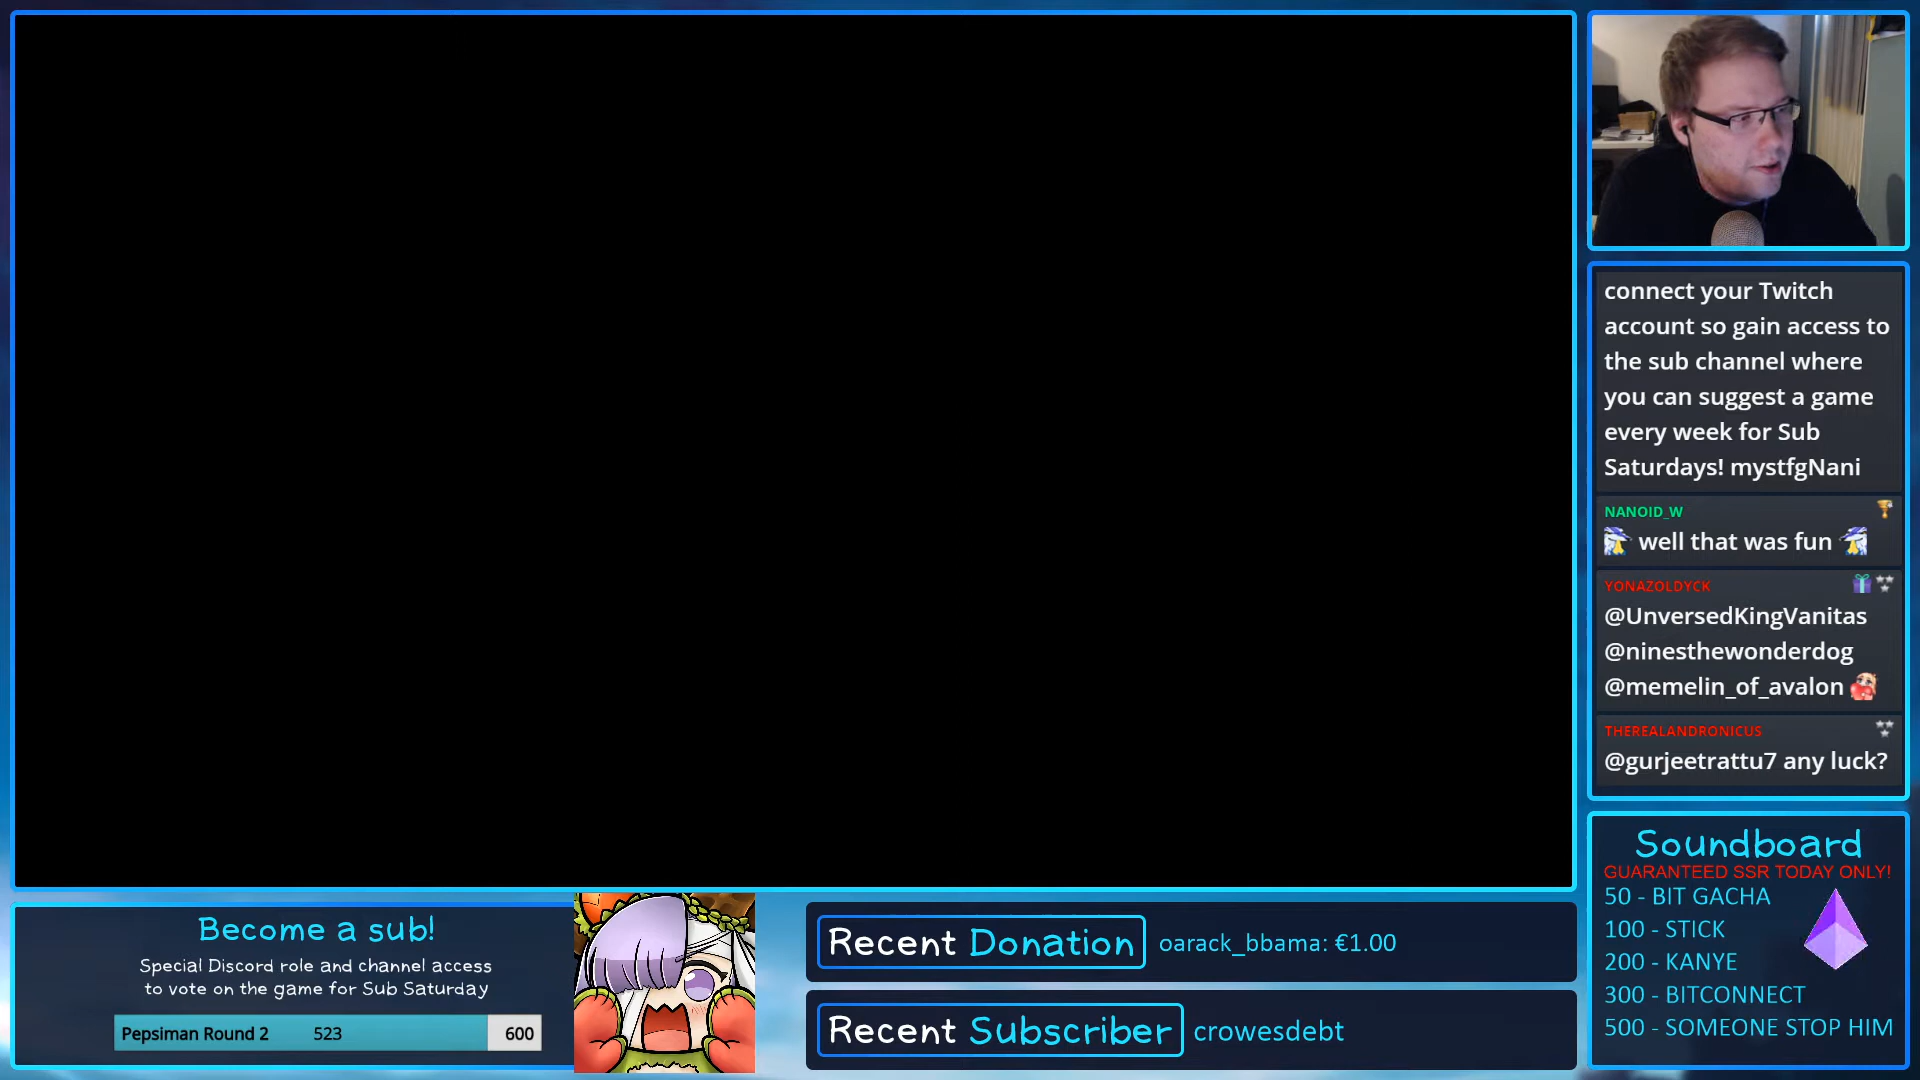 connect your Twitch
account so gain access to
the sub channel where
you can suggest a game
every week for Sub
Saturdays! mystfgNani
NANOID_W
well that was fun
YONAZOLDYCK
@UnversedKingVanitas
@ninesthewonderdog
@memelin_of_avalon
THEREALANDRONICUS
@gurjeetrattu7 any luck?
Soundboard
GUARANTEED SSR TODAY ONLY!
50 - BIT GACHA
100 - STICK
200 - KANYE
300 - BITCONNECT
500 - SOMEONE STOP HIM
Become a sub!
Special Discord role and channel access
to vote on the game for Sub Saturday
Pepsiman Round 2 523 600
Recent Donation oarack_bbama: €1.00
Recent Subscriber crowesdebt